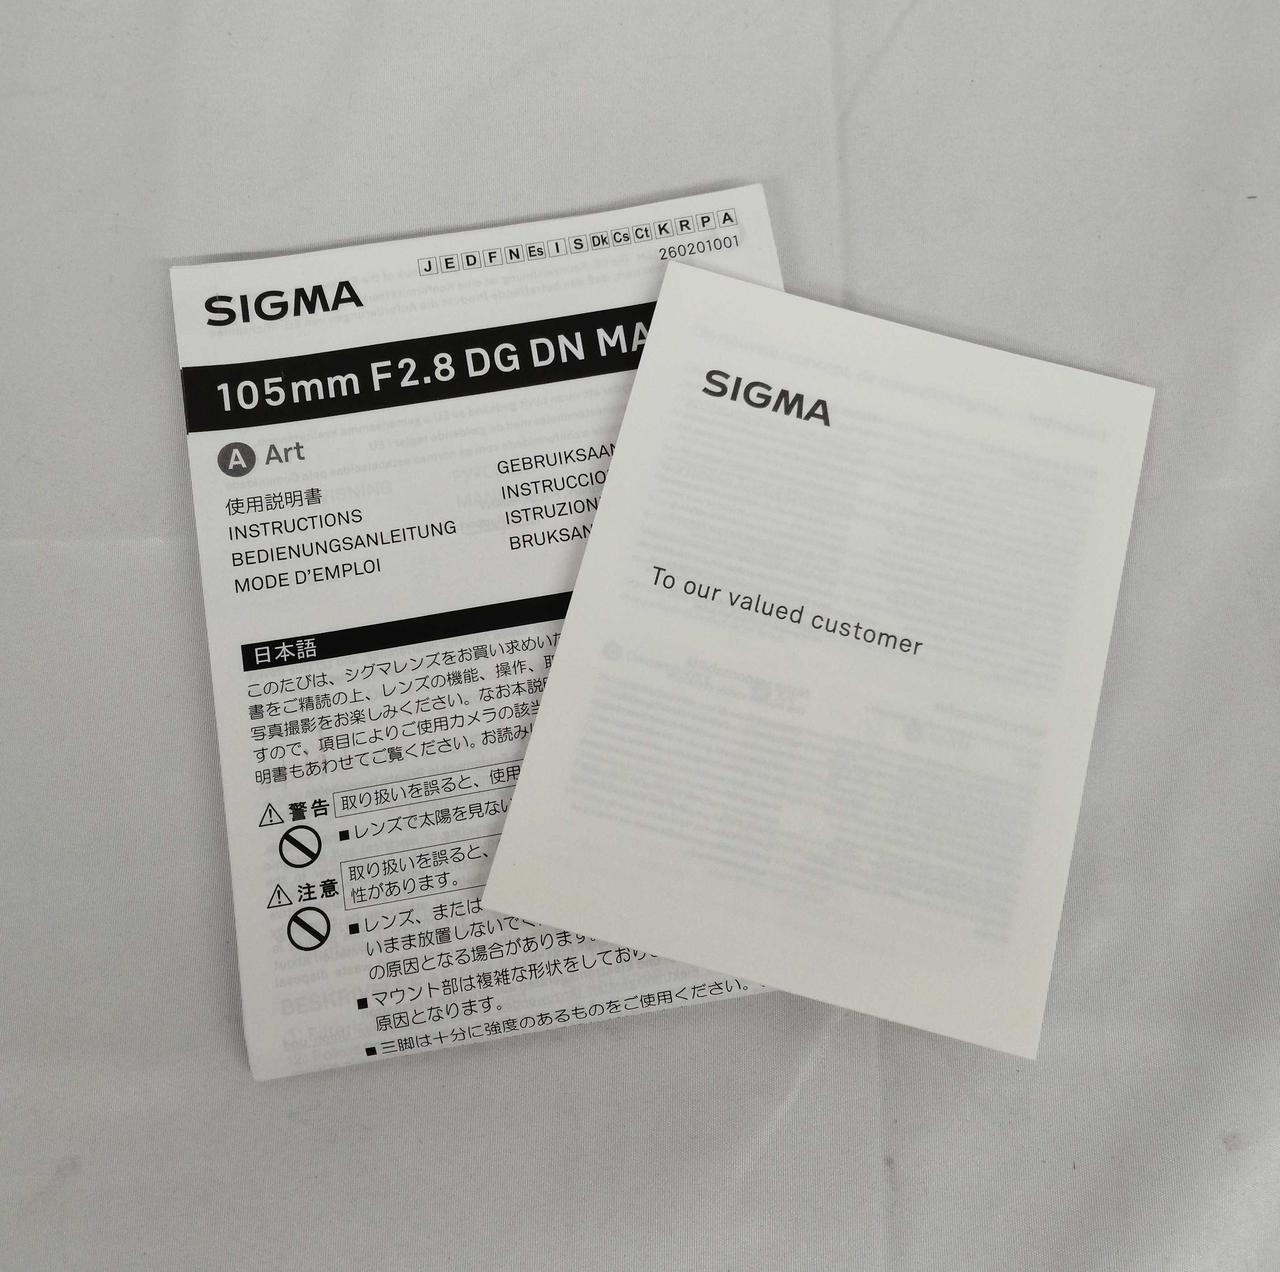 J E D F N Es I S Dk Cs Ct K R P A
260201001
SIGMA
105mm F2.8 DG DN MA
A Art
使用説明書
INSTRUCTIONS
BEDIENUNGSANLEITUNG
MODE D'EMPLOI
GEBRUIKSAAN
INSTRUCCIO
ISTRUZION
BRUKSAN
日本語
このたびは、シグマレンズをお買い求めいた
書をご精読の上、レンズの機能、操作、取
写真撮影をお楽しみください。なお本説明
すので、項目によりご使用カメラの該当
明書もあわせてご覧ください。お読み
警告 取り扱いを誤ると、使用
■レンズで太陽を見ない
注意 取り扱いを誤ると、
性があります。
■レンズ、または
いまま放置しないで
の原因となる場合があります。
■マウント部は複雑な形状をしており
原因となります。
■三脚は十分に強度のあるものをご使用ください。
SIGMA
To our valued customer